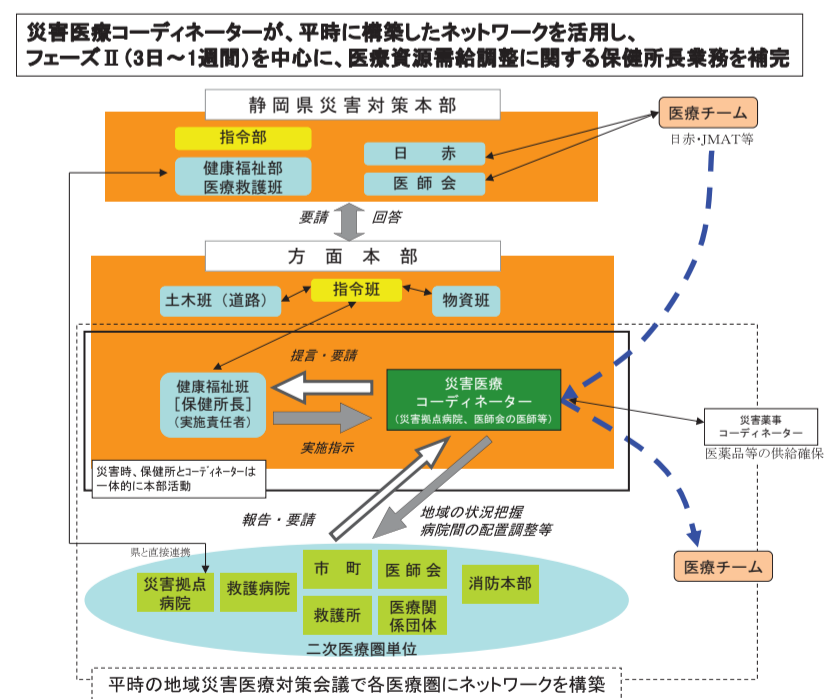 災害医療コーディネーターが、平時に構築したネットワークを活用し、
フェーズⅡ(3日～1週間)を中心に、医療資源需給調整に関する保健所長業務を補完
静岡県災害対策本部
指令部
健康福祉部
医療救護班
日　赤
医師会
医療チーム
日赤・JMAT等
要請
回答
方面本部
土木班（道路）
指令班
物資班
提言・要請
健康福祉班
[保健所長]
（実施責任者）
災害医療
コーディネーター
（災害拠点病院、医師会の医師等）
実施指示
災害薬事
コーディネーター
医薬品等の供給確保
災害時、保健所とコーディネーターは
一体的に本部活動
報告・要請
地域の状況把握
病院間の配置調整等
県と直接連携
災害拠点
病院
救護病院
市　町
医師会
救護所
医療関
係団体
消防本部
医療チーム
二次医療圏単位
平時の地域災害医療対策会議で各医療圏にネットワークを構築